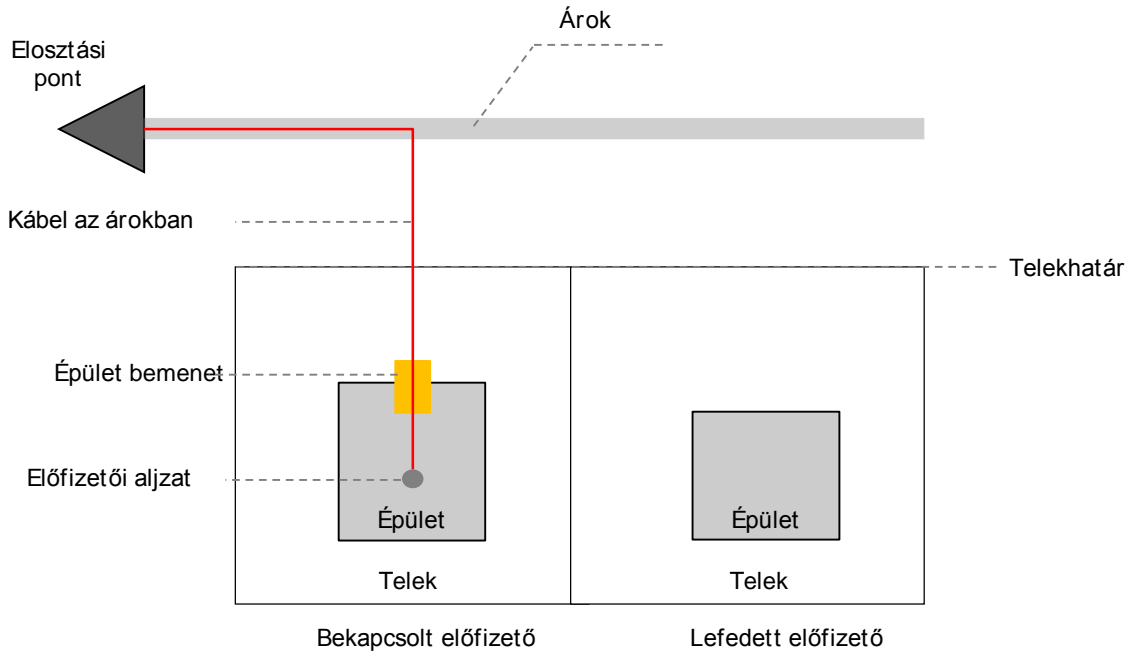 Árok
Elosztási
pont
Kábel az árokban
Telekhatár
Épület bemenet
Előfizetői aljzat
Épület
Épület
Telek
Telek
Bekapcsolt előfizető
Lefedett előfizető